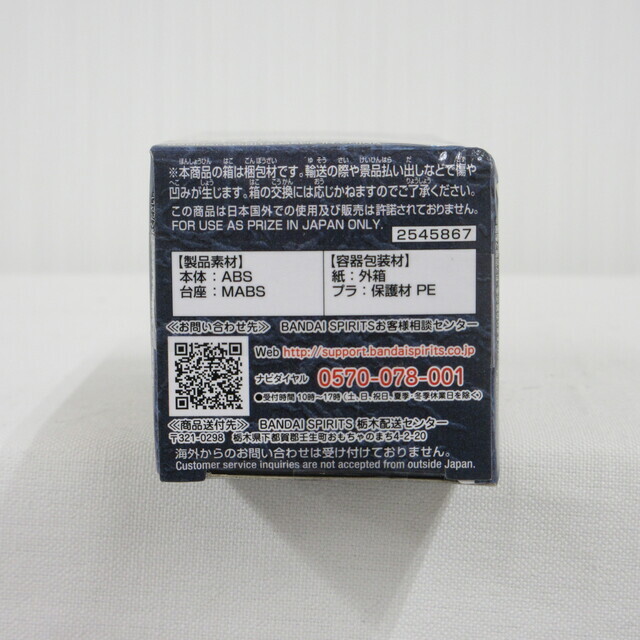 ※本商品の箱は梱包材です。輸送の際や景品払い出しなどで傷や
凹みが生じます。箱の交換には応じかねますのでご了承ください。
この商品は日本国外での使用及び販売は許諾されておりません。
FOR USE AS PRIZE IN JAPAN ONLY.
2545867
【製品素材】
本体：ABS
台座：MABS
【容器包装材】
紙：外箱
プラ：保護材 PE
≪お問い合わせ先≫ BANDAI SPIRITSお客様相談センター
Web http://support.bandaispirits.co.jp
ナビダイヤル 0570-078-001
●受付時間 10時〜17時（土、日、祝日、夏季・冬季休業日を除く）
≪商品送付先≫ BANDAI SPIRITS 栃木配送センター
〒321-0298 栃木県下都賀郡壬生町おもちゃのまち4-2-20
海外からのお問い合わせは受け付けておりません。
Customer service inquiries are not accepted from outside Japan.